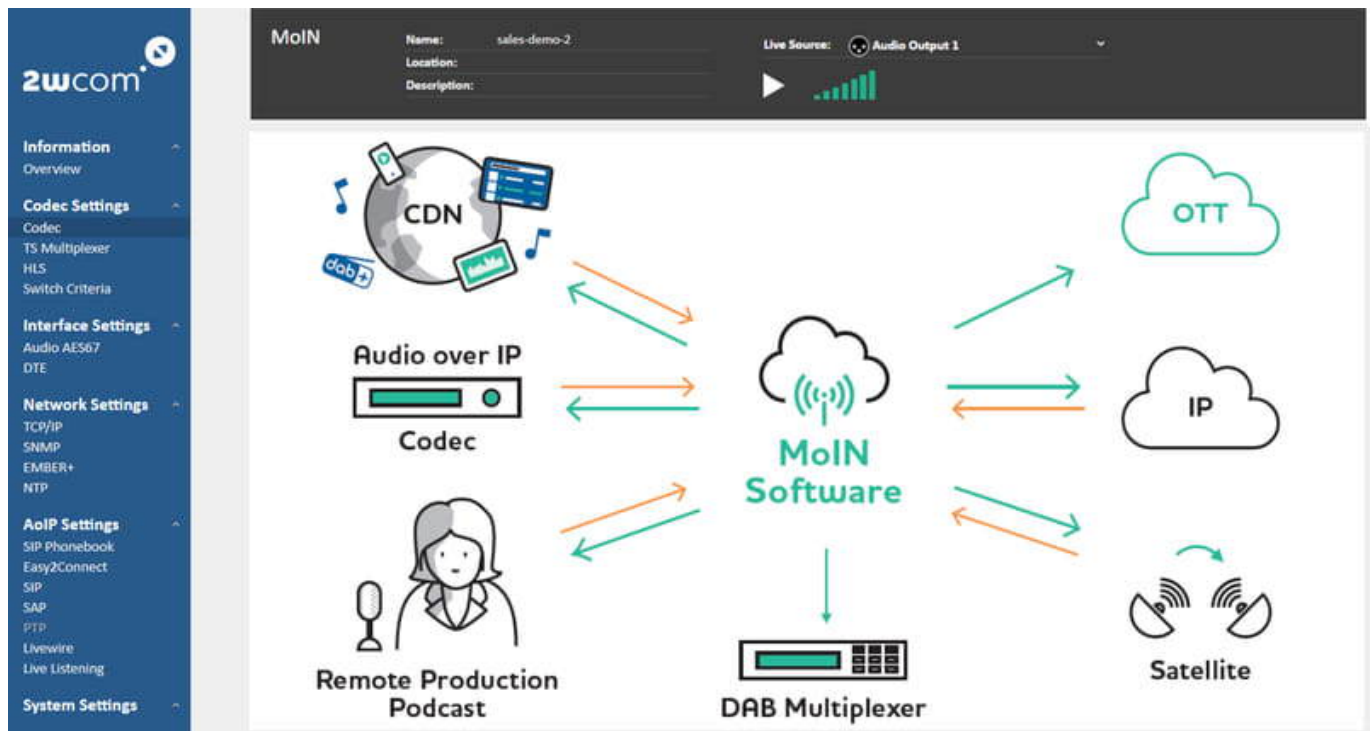 2wcom
Information
Overview
Codec Settings
Codec
TS Multiplexer
HLS
Switch Criteria
Interface Settings
Audio AES67
DTE
Network Settings
TCP/IP
SNMP
EMBER+
NTP
AoIP Settings
SIP Phonebook
Easy2Connect
SIP
SAP
PTP
Livewire
Live Listening
System Settings
MoIN
Name: sales-demo-2
Location:
Description:
Live Source: Audio Output 1
CDN
dab+
Audio over IP
Codec
Remote Production
Podcast
MoIN
Software
DAB Multiplexer
OTT
IP
Satellite